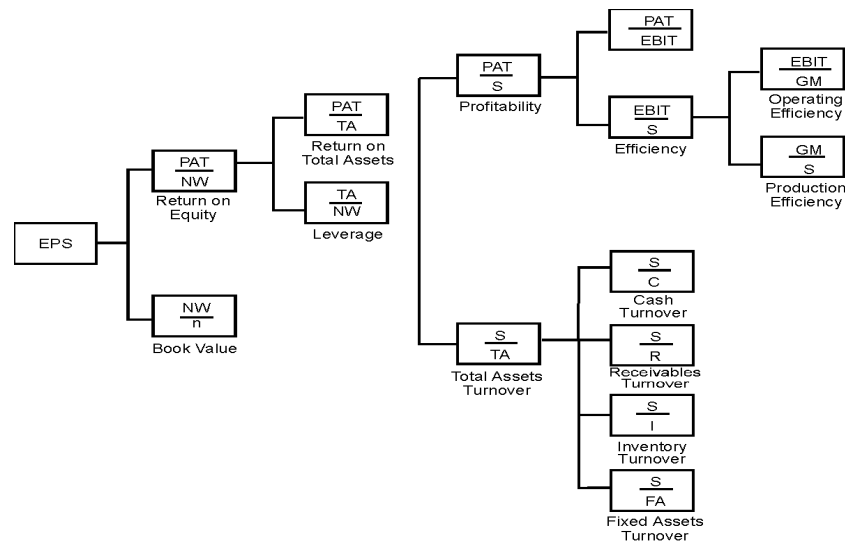 EPS
PAT
NW
Return on
Equity
NW
n
Book Value
PAT
TA
Return on
Total Assets
TA
NW
Leverage
PAT
S
Profitability
S
TA
Total Assets
Turnover
PAT
EBIT
EBIT
S
Efficiency
EBIT
GM
Operating
Efficiency
GM
S
Production
Efficiency
S
C
Cash
Turnover
S
R
Receivables
Turnover
S
I
Inventory
Turnover
S
FA
Fixed Assets
Turnover